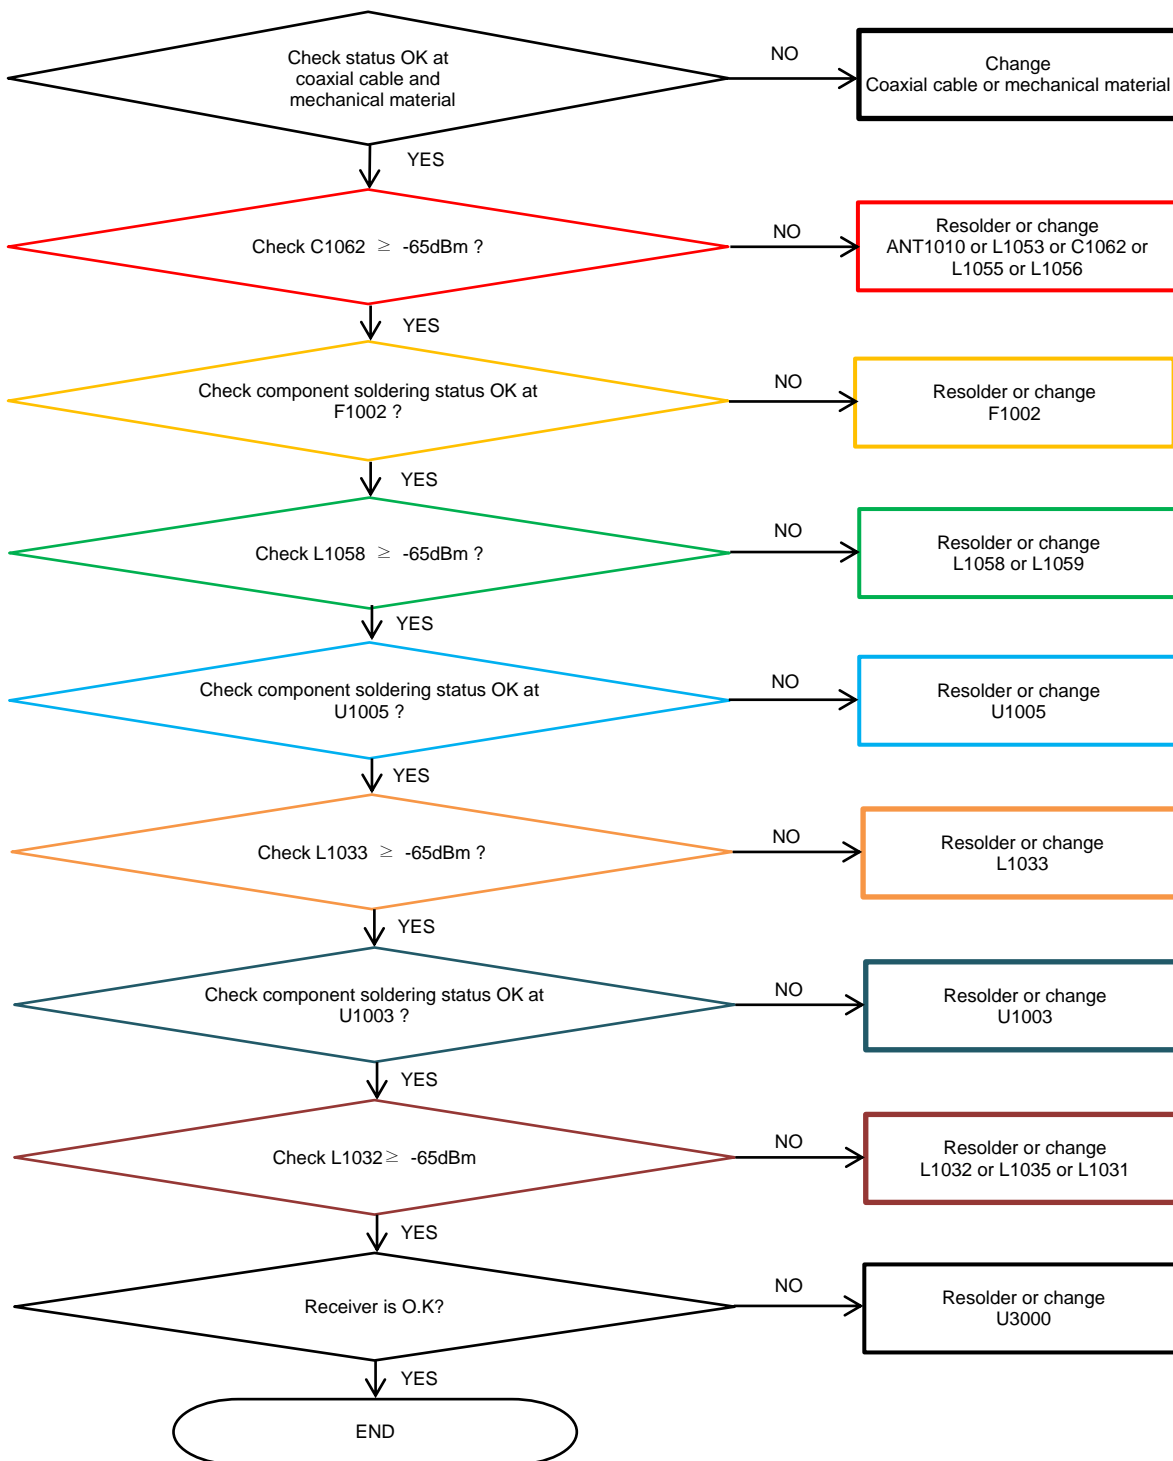 Check status OK at
coaxial cable and
mechanical material
NO
Change
Coaxial cable or mechanical material
YES
Check C1062 ≥ -65dBm ?
NO
Resolder or change
ANT1010 or L1053 or C1062 or
L1055 or L1056
YES
Check component soldering status OK at
F1002 ?
NO
Resolder or change
F1002
YES
Check L1058 ≥ -65dBm ?
NO
Resolder or change
L1058 or L1059
YES
Check component soldering status OK at
U1005 ?
NO
Resolder or change
U1005
YES
Check L1033 ≥ -65dBm ?
NO
Resolder or change
L1033
YES
Check component soldering status OK at
U1003 ?
NO
Resolder or change
U1003
YES
Check L1032≥ -65dBm
NO
Resolder or change
L1032 or L1035 or L1031
YES
Receiver is O.K?
NO
Resolder or change
U3000
YES
END